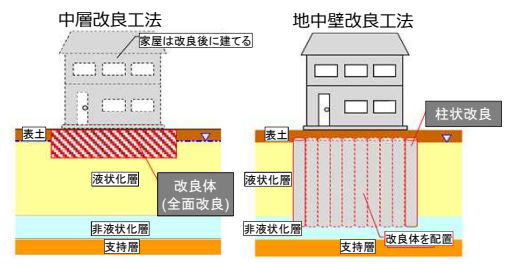 中層改良工法
家屋は改良後に建てる
表土
液状化層
改良体
(全面改良)
非液状化層
支持層
地中壁改良工法
柱状改良
表土
液状化層
非液状化層
改良体を配置
支持層